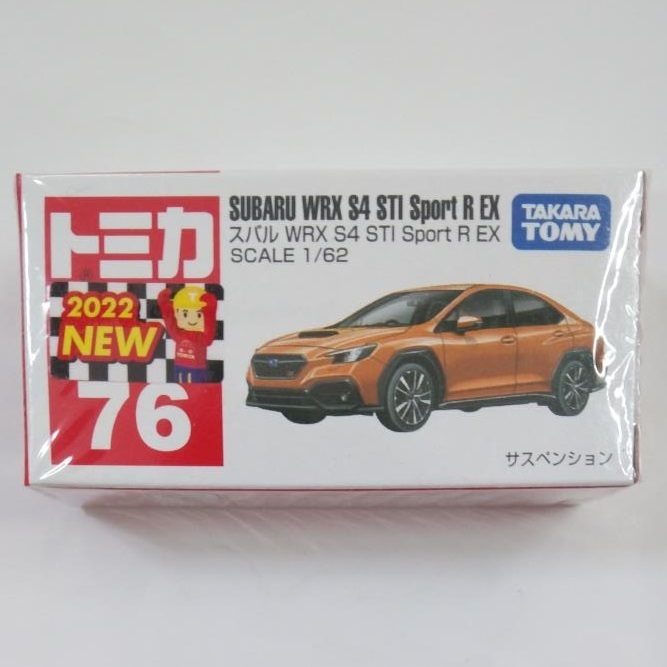 トミカ
2022
NEW
76
SUBARU WRX S4 STI Sport R EX
スバル WRX S4 STI Sport R EX
SCALE 1/62
TAKARA
TOMY
サスペンション